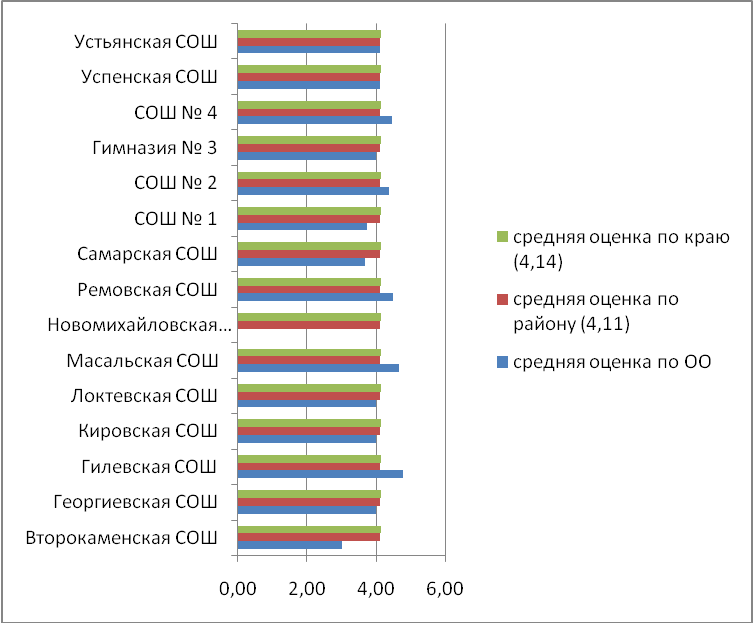 Устьянская СОШ
Успенская СОШ
СОШ № 4
Гимназия № 3
СОШ № 2
СОШ № 1
Самарская СОШ
Ремовская СОШ
Новомихайловская...
Масальская СОШ
Локтевская СОШ
Кировская СОШ
Гилевская СОШ
Георгиевская СОШ
Второкаменская СОШ
0,00 2,00 4,00 6,00
средняя оценка по краю
(4,14)
средняя оценка по
району (4,11)
средняя оценка по ОО